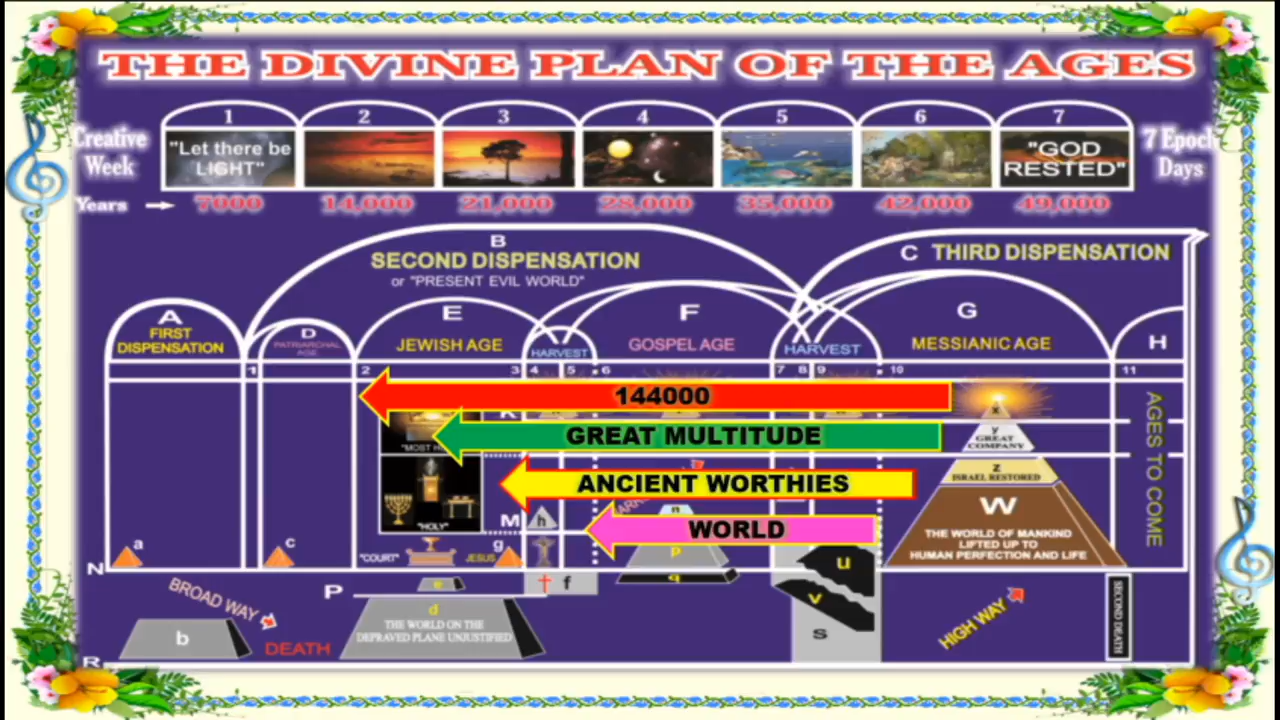 THE DIVINE PLAN OF THE AGES
Creative
Week
1
2
3
4
5
6
7
"Let there be
LIGHT"
"GOD
RESTED"
7 Epoch
Days
Years
7000
14,000
21,000
28,000
35,000
42,000
49,000
B
SECOND DISPENSATION
or "PRESENT EVIL WORLD"
C THIRD DISPENSATION
A
FIRST
DISPENSATION
D
PATRIARCHAL
AGE
E
JEWISH AGE
HARVEST
F
GOSPEL AGE
HARVEST
G
MESSIANIC AGE
H
1
2
3
4
5
6
7
8
9
10
11
144000
GREAT MULTITUDE
ANCIENT WORTHIES
WORLD
K
"HOLY"
M
h
"COURT"
JESUS
g
a
c
n
p
q
x
y
GREAT
COMPANY
z
ISRAEL RESTORED
W
THE WORLD OF MANKIND
LIFTED UP TO
HUMAN PERFECTION AND LIFE
AGES TO COME
N
P
R
BROAD WAY
DEATH
b
e
d
THE WORLD ON THE
DEPRAVED PLANE UNJUSTIFIED
f
u
v
s
HIGH WAY
SECOND DEATH